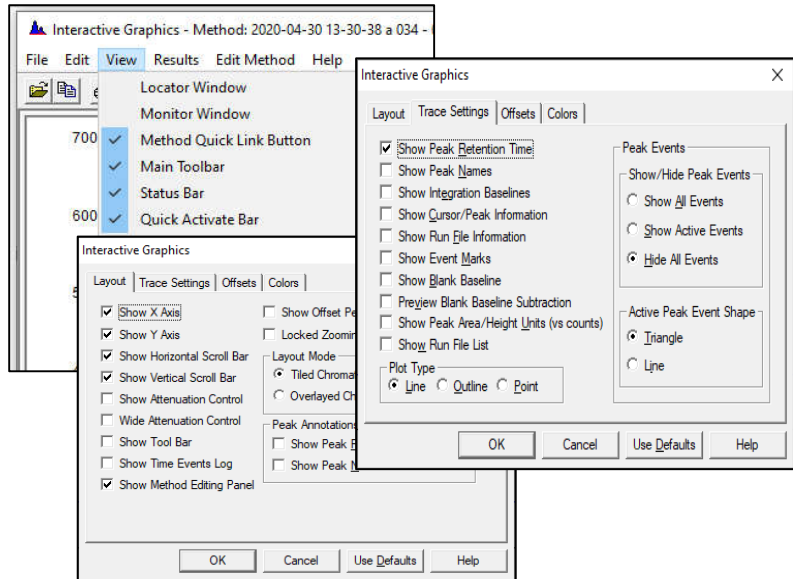 Interactive Graphics - Method: 2020-04-30 13-30-38 a 034 -
File Edit View Results Edit Method Help
Locator Window
Monitor Window
700
Method Quick Link Button
Main Toolbar
Status Bar
600
Quick Activate Bar
Interactive Graphics
Layout Trace Settings Offsets Colors
Show X Axis
Show Y Axis
Show Horizontal Scroll Bar
Show Vertical Scroll Bar
Show Attenuation Control
Wide Attenuation Control
Show Tool Bar
Show Time Events Log
Show Method Editing Panel
Show Offset Pe
Locked Zoomin
Layout Mode
Tiled Chromat
Overlayed Ch
Peak Annotations
Show Peak
Show Peak
OK Cancel Use Defaults Help
Interactive Graphics X
Layout Trace Settings Offsets Colors
Show Peak Retention Time
Show Peak Names
Show Integration Baselines
Show Cursor/Peak Information
Show Run File Information
Show Event Marks
Show Blank Baseline
Preview Blank Baseline Subtraction
Show Peak Area/Height Units (vs counts)
Show Run File List
Plot Type
Line Outline Point
Peak Events
Show/Hide Peak Events
Show All Events
Show Active Events
Hide All Events
Active Peak Event Shape
Triangle
Line
OK Cancel Use Defaults Help